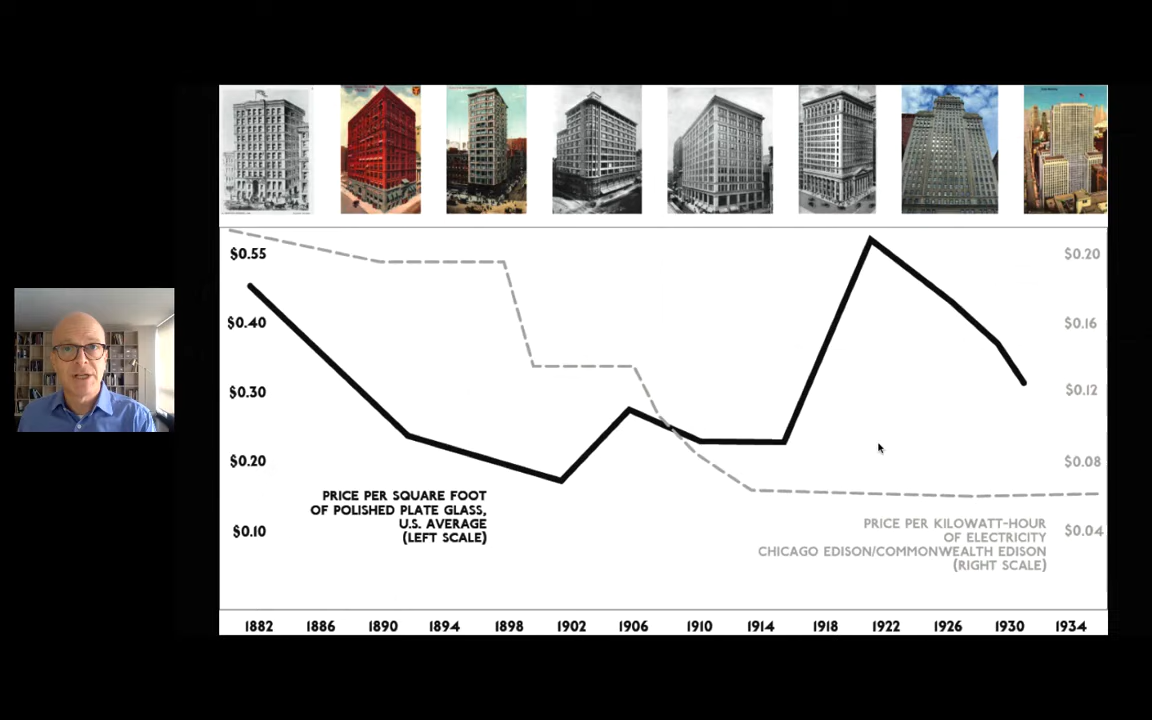 $0.55
$0.40
$0.30
$0.20
$0.10
$0.20
$0.16
$0.12
$0.08
$0.04
PRICE PER SQUARE FOOT
OF POLISHED PLATE GLASS,
U.S. AVERAGE
(LEFT SCALE)
PRICE PER KILOWATT-HOUR
OF ELECTRICITY
CHICAGO EDISON/COMMONWEALTH EDISON
(RIGHT SCALE)
1882 1886 1890 1894 1898 1902 1906 1910 1914 1918 1922 1926 1930 1934